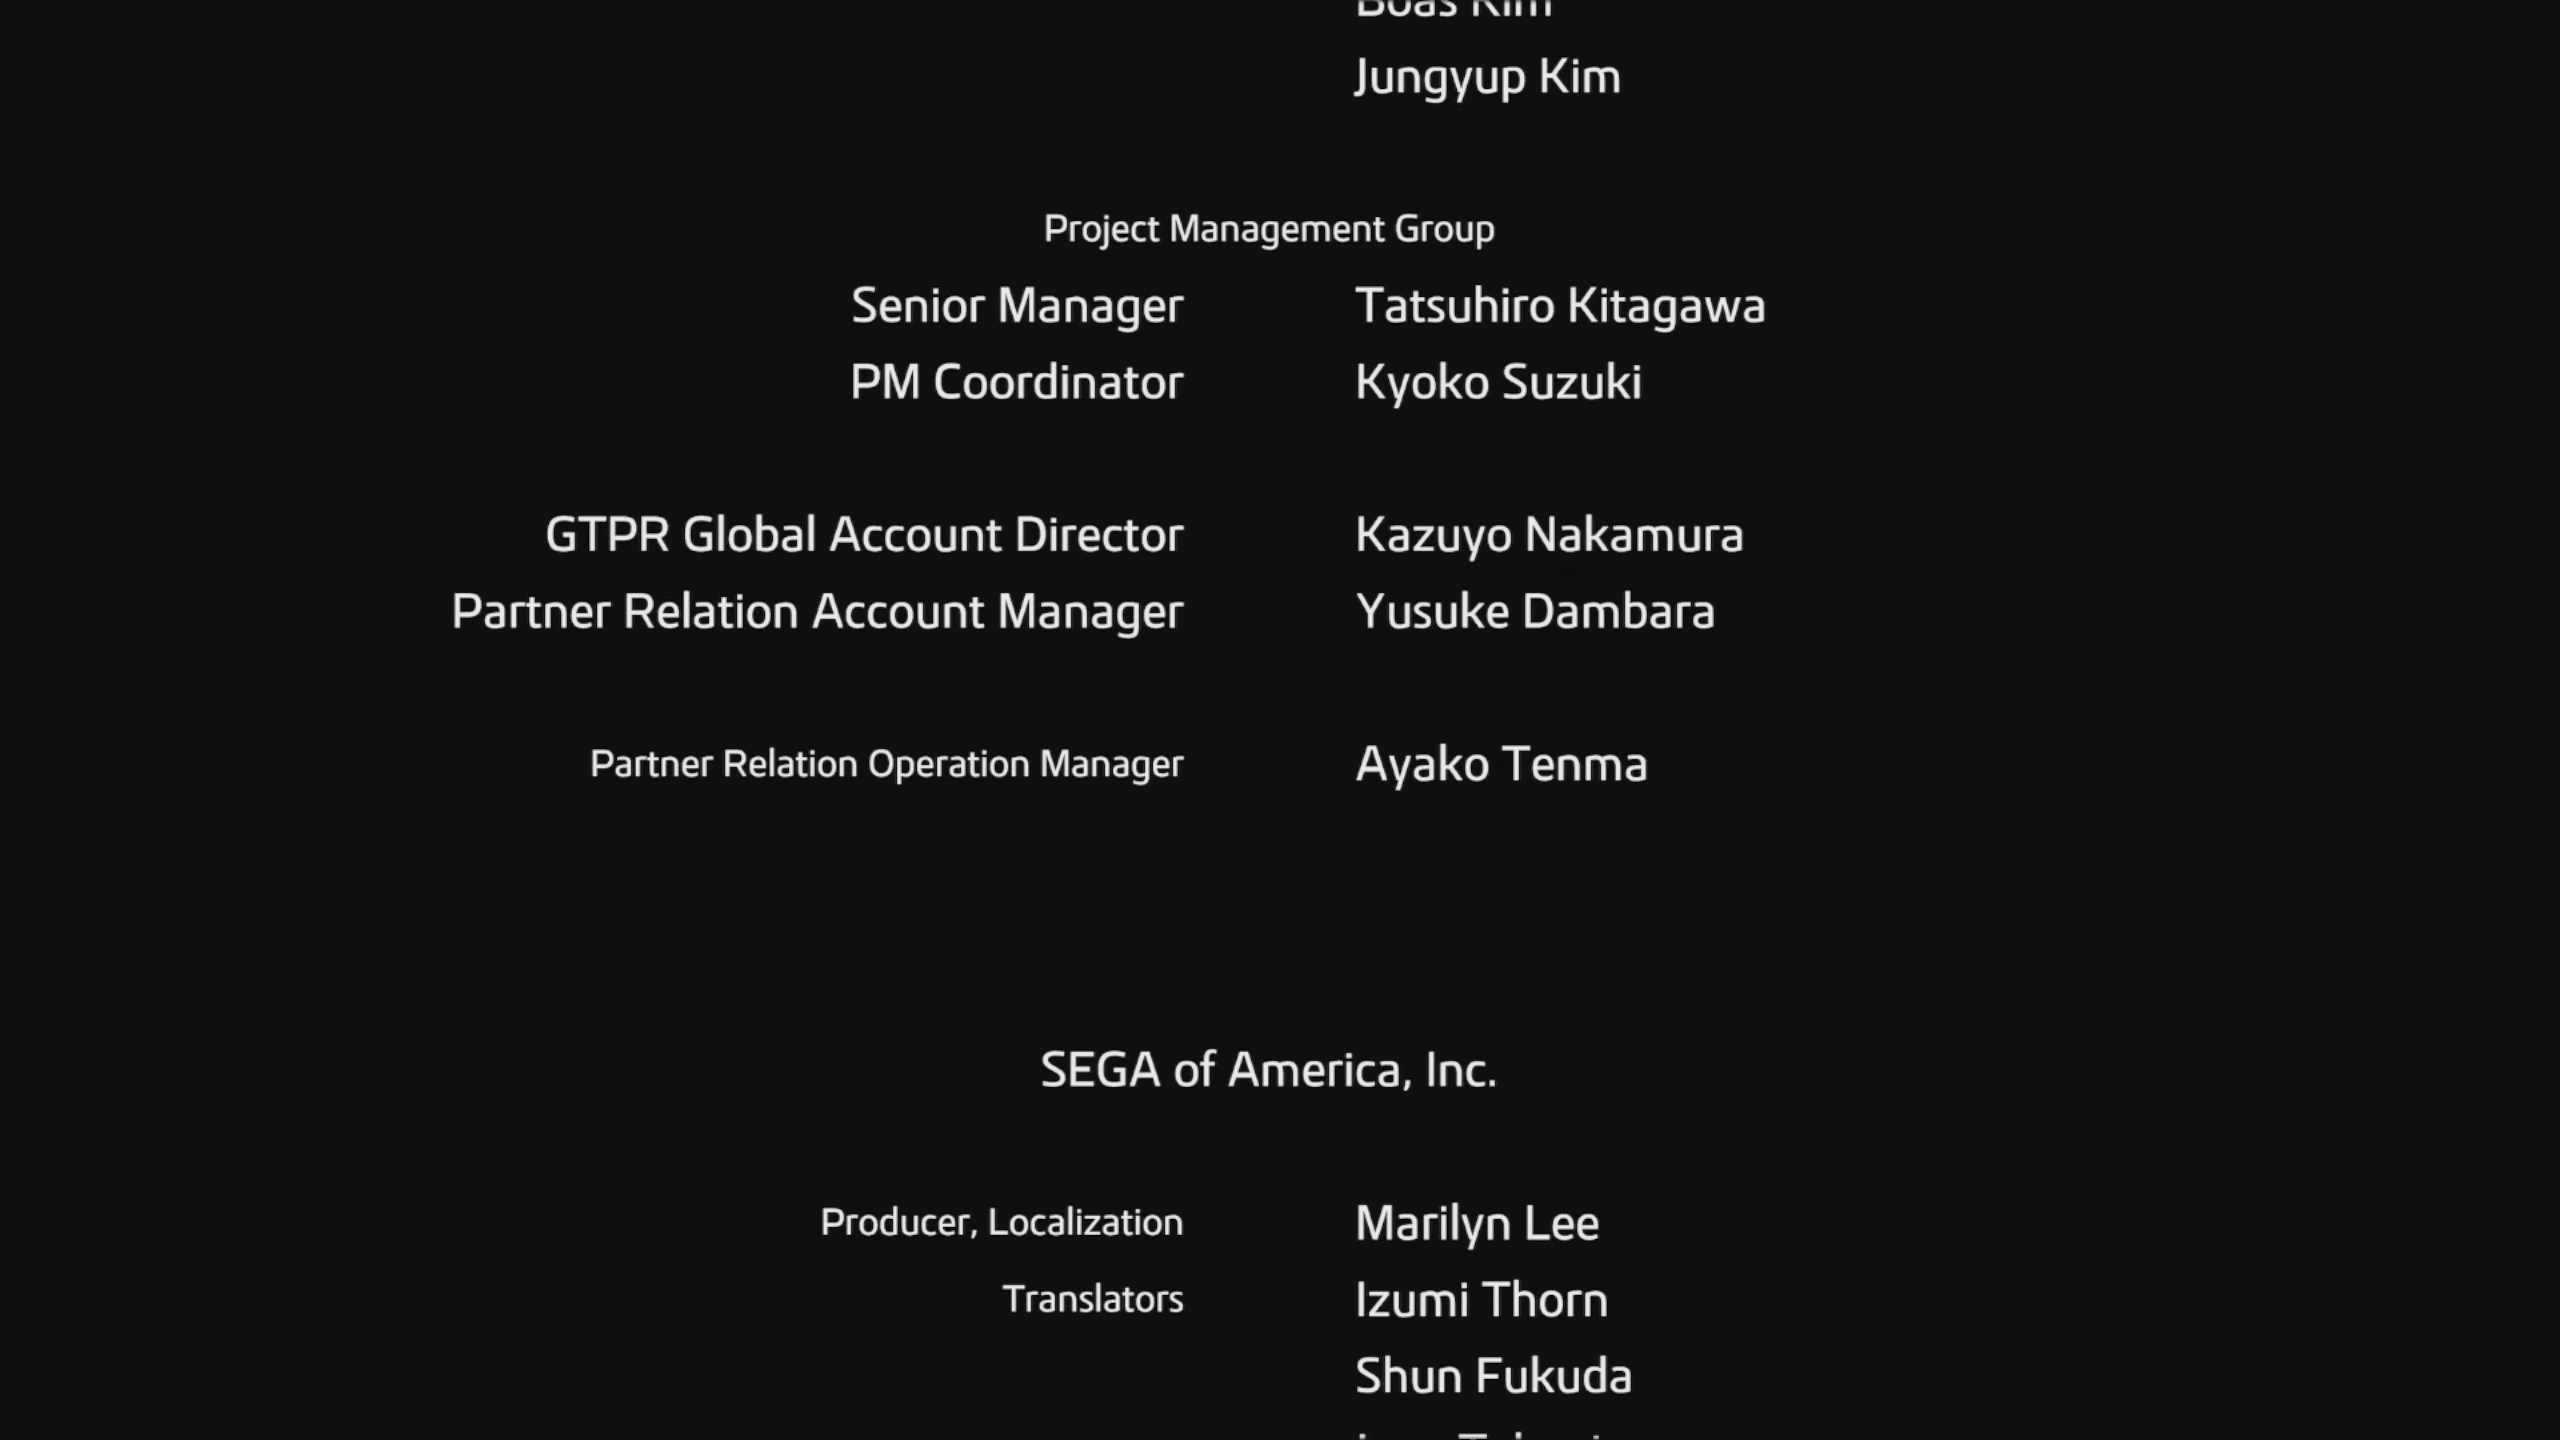 Boas Kim
Jungyup Kim
Project Management Group
Senior Manager Tatsuhiro Kitagawa
PM Coordinator Kyoko Suzuki
GTPR Global Account Director Kazuyo Nakamura
Partner Relation Account Manager Yusuke Dambara
Partner Relation Operation Manager Ayako Tenma
SEGA of America, Inc.
Producer, Localization Marilyn Lee
Translators Izumi Thorn
Shun Fukuda